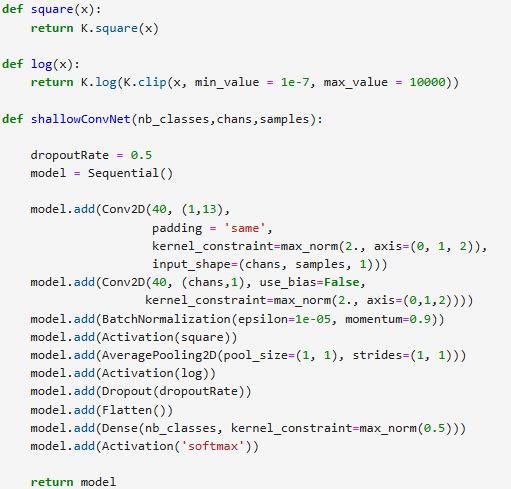 def square(x):
    return K.square(x)

def log(x):
    return K.log(K.clip(x, min_value = 1e-7, max_value = 10000))

def shallowConvNet(nb_classes,chans,samples):

    dropoutRate = 0.5
    model = Sequential()

    model.add(Conv2D(40, (1,13),
                     padding = 'same',
                     kernel_constraint=max_norm(2., axis=(0, 1, 2)),
                     input_shape=(chans, samples, 1)))
    model.add(Conv2D(40, (chans,1), use_bias=False,
                    kernel_constraint=max_norm(2., axis=(0,1,2))))
    model.add(BatchNormalization(epsilon=1e-05, momentum=0.9))
    model.add(Activation(square))
    model.add(AveragePooling2D(pool_size=(1, 1), strides=(1, 1)))
    model.add(Activation(log))
    model.add(Dropout(dropoutRate))
    model.add(Flatten())
    model.add(Dense(nb_classes, kernel_constraint=max_norm(0.5)))
    model.add(Activation('softmax'))

    return model